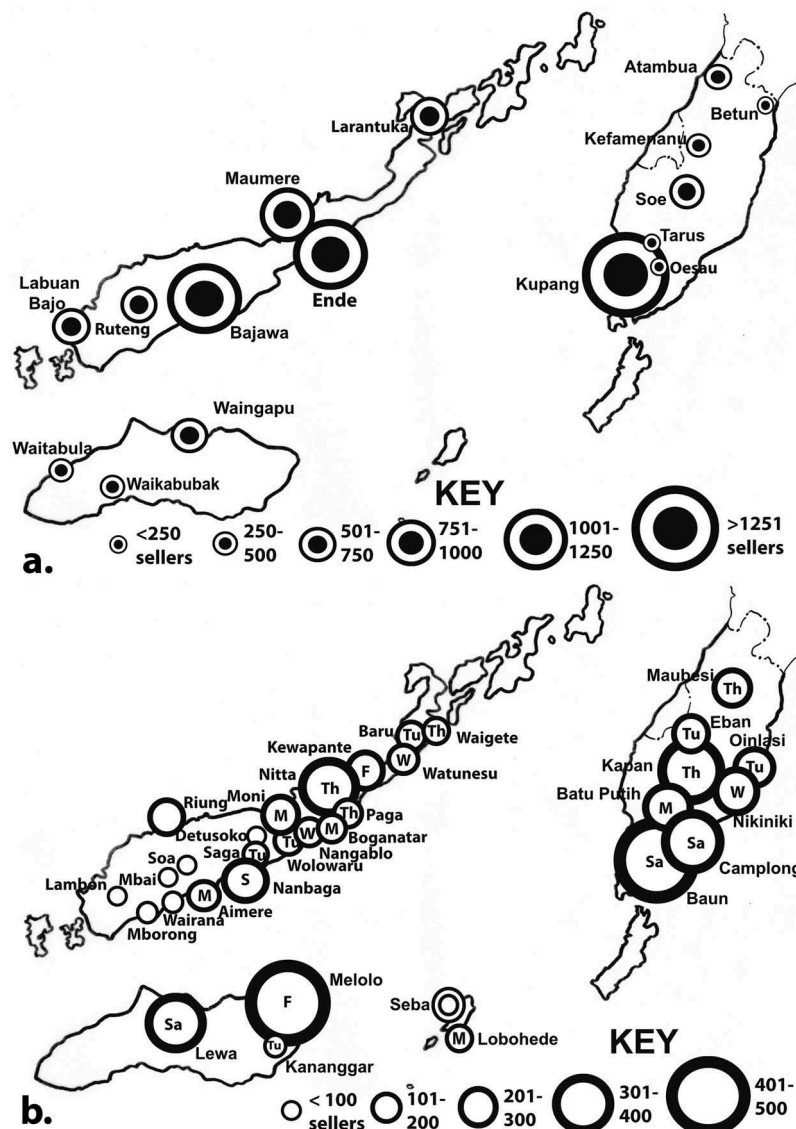 Atambua
Betun
Larantuka
Kefamenanu
Maumere
Soe
Tarus
Oesau
Kupang
Labuan
Bajo
Ruteng
Bajawa
Ende
Waingapu
Waitabula
Waikabubak
KEY
<250
sellers
250-
500
501-
750
751-
1000
1001-
1250
>1251
sellers
a.
Maubesi
Th
Eban
Tu
Oinlasi
Tu
Kapan
Th
Batu Putih
M
W
Nikiniki
Sa
Camplong
Sa
Baun
Baru
Tu
Th
Waigete
Kewapante
F
W
Watunesu
Nitta
Th
Moni
M
Riung
Th
Paga
M
Boganatar
Detusoko
Tu
W
Nangablo
Saga
Tu
Wolowaru
Soa
Mbai
S
Nanbaga
Lambon
M
Aimere
Wairana
Mborong
Melolo
F
Sa
Lewa
Tu
Kananggar
Seba
M
Lobohede
KEY
< 100
sellers
101-
200
201-
300
301-
400
401-
500
b.